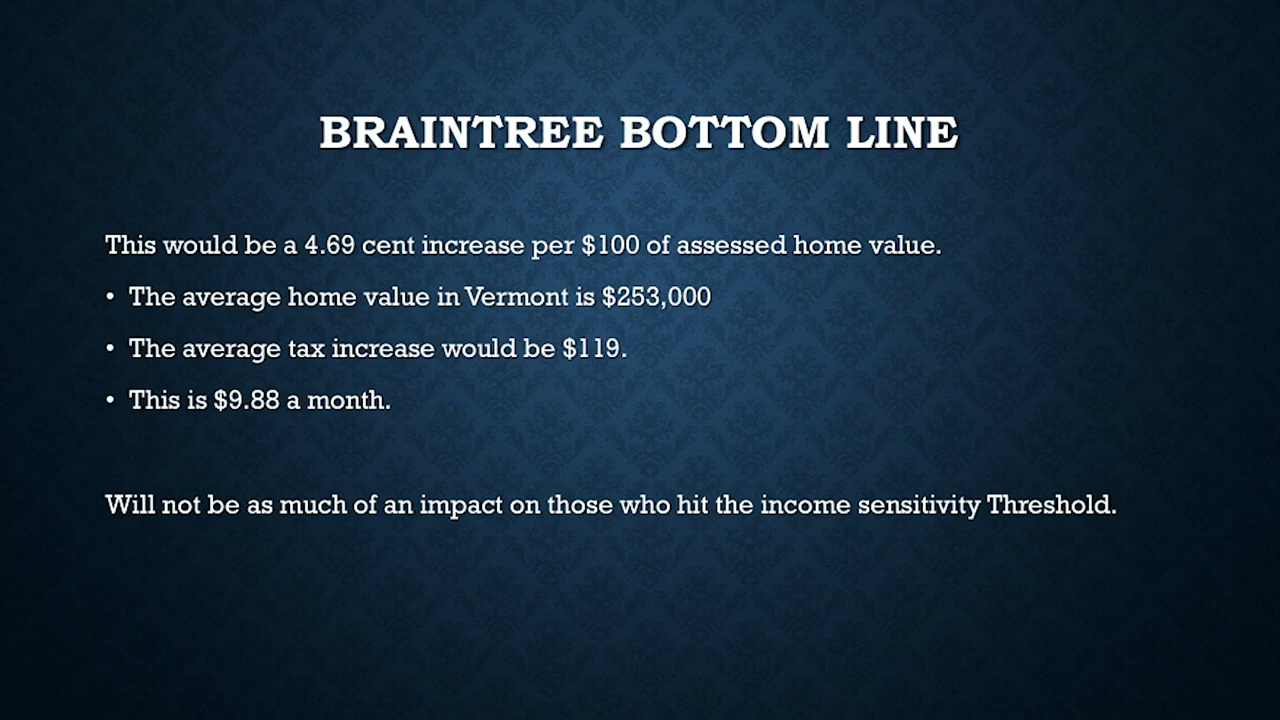 BRAINTREE BOTTOM LINE
This would be a 4.69 cent increase per $100 of assessed home value.
• The average home value in Vermont is $253,000
• The average tax increase would be $119.
• This is $9.88 a month.
Will not be as much of an impact on those who hit the income sensitivity Threshold.